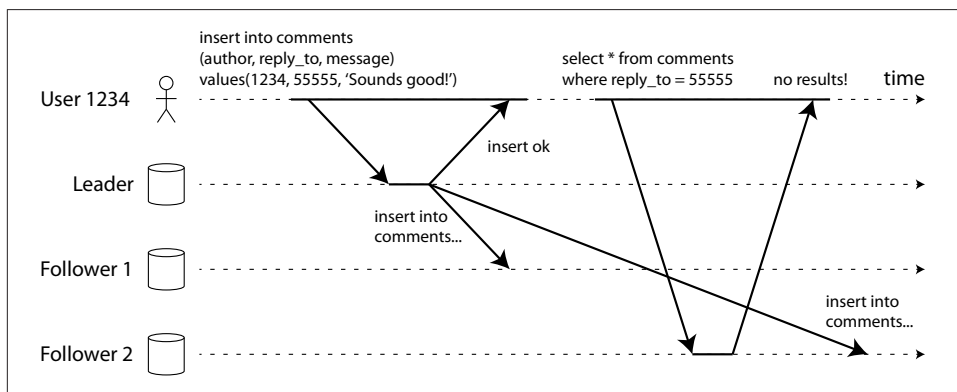 insert into comments
(author, reply_to, message)
values(1234, 55555, ‘Sounds good!’)
select * from comments
where reply_to = 55555
no results!
time
User 1234
insert ok
Leader
insert into
comments...
Follower 1
insert into
comments...
Follower 2